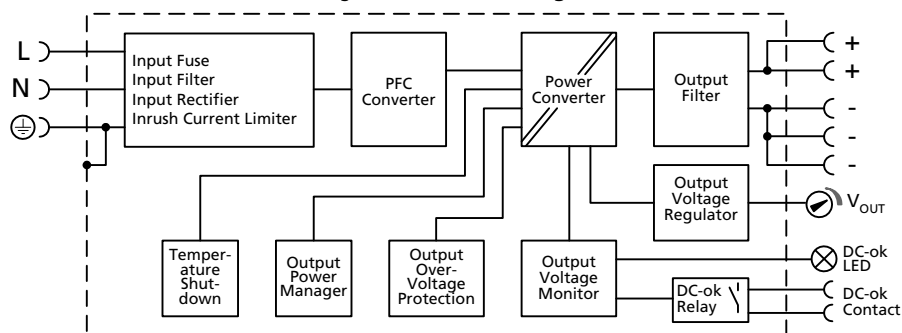 L
N
Input Fuse
Input Filter
Input Rectifier
Inrush Current Limiter
PFC
Converter
Power
Converter
Output
Filter
+
+
-
-
-
Output
Voltage
Regulator
VOUT
Temper-
ature
Shut-
down
Output
Power
Manager
Output
Over-
Voltage
Protection
Output
Voltage
Monitor
DC-ok
LED
DC-ok
Relay
DC-ok
Contact